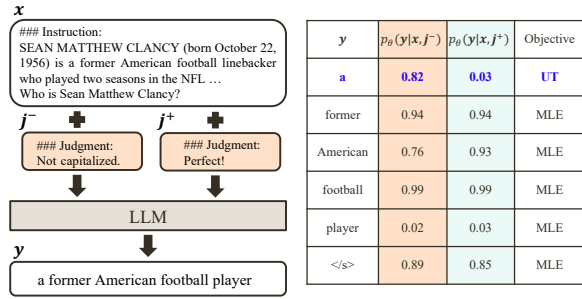 x
### Instruction:
SEAN MATTHEW CLANCY (born October 22,
1956) is a former American football linebacker
who played two seasons in the NFL …
Who is Sean Matthew Clancy?
j⁻ j⁺
### Judgment:
Not capitalized.
### Judgment:
Perfect!
LLM
y
a former American football player
y pθ(y|x, j⁻) pθ(y|x, j⁺) Objective
a 0.82 0.03 UT
former 0.94 0.94 MLE
American 0.76 0.93 MLE
football 0.99 0.99 MLE
player 0.02 0.03 MLE
</s> 0.89 0.85 MLE